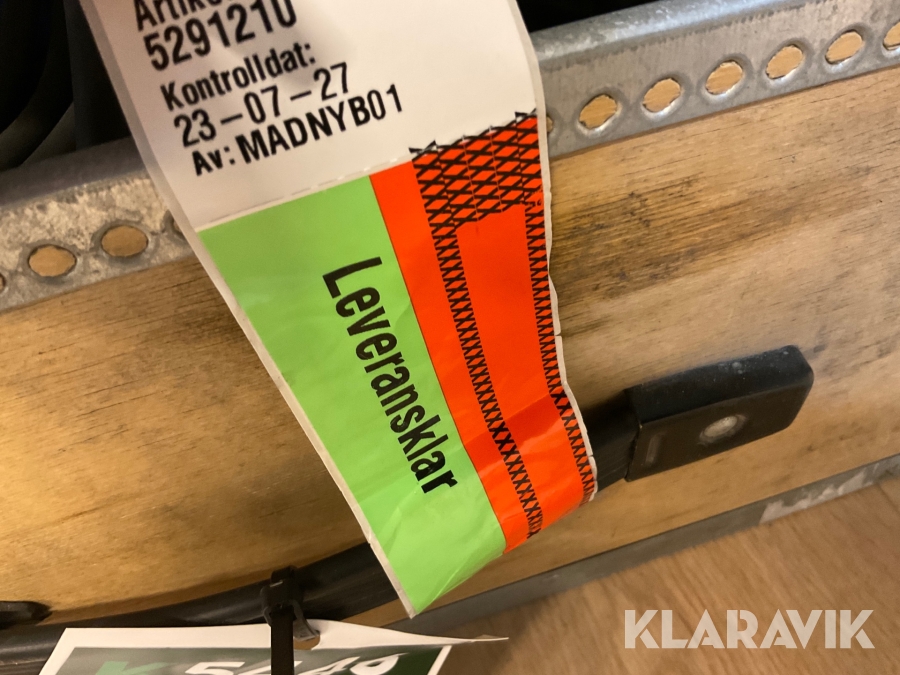 5291210
Kontrolldat:
23-07-27
Av: MADNYB01
Leveransklar
KLARAVIK